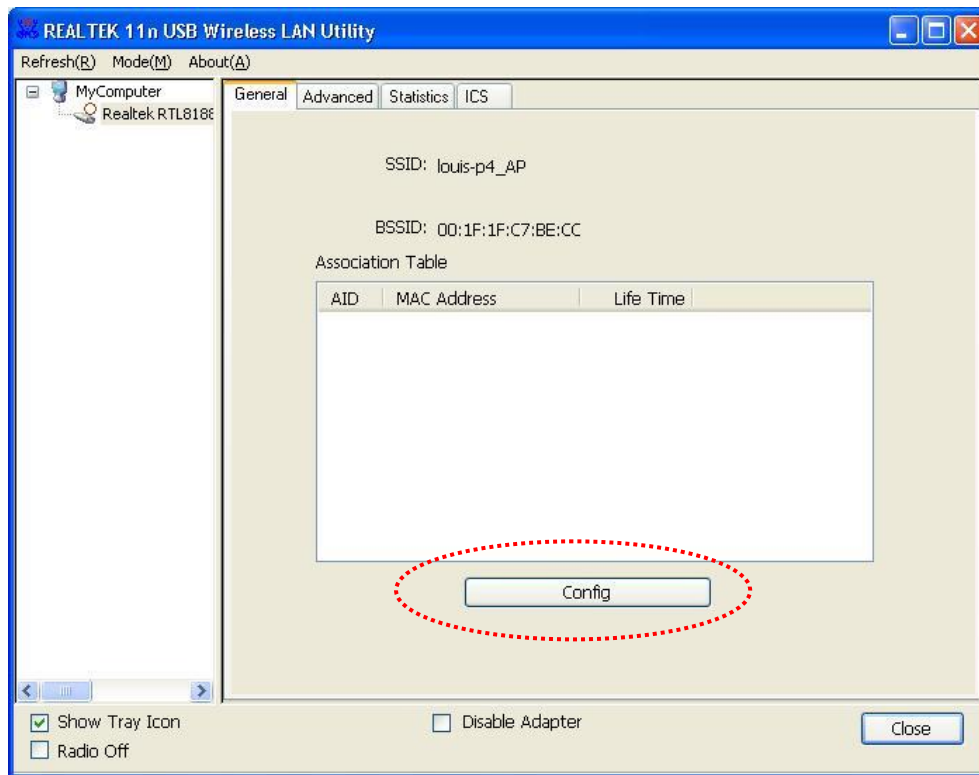 REALTEK 11n USB Wireless LAN Utility
Refresh(R) Mode(M) About(A)
MyComputer
Realtek RTL8188
General Advanced Statistics ICS
SSID: louis-p4_AP
BSSID: 00:1F:1F:C7:BE:CC
Association Table
AID MAC Address Life Time
Config
Show Tray Icon
Disable Adapter
Radio Off
Close